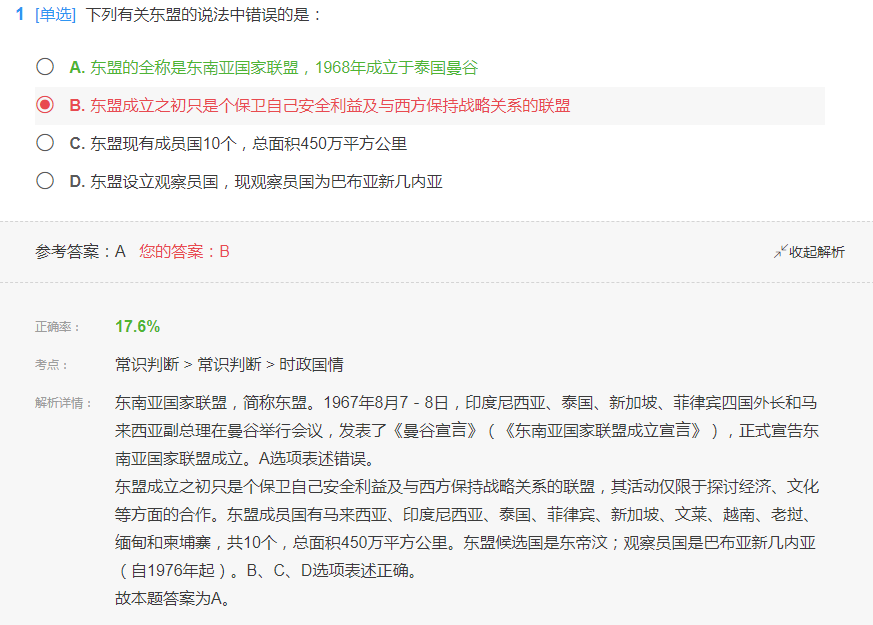 1 [单选] 下列有关东盟的说法中错误的是：
A. 东盟的全称是东南亚国家联盟，1968年成立于泰国曼谷
B. 东盟成立之初只是个保卫自己安全利益及与西方保持战略关系的联盟
C. 东盟现有成员国10个，总面积450万平方公里
D. 东盟设立观察员国，现观察员国为巴布亚新几内亚
参考答案：A 您的答案：B 收起解析
正确率： 17.6%
考点： 常识判断 > 常识判断 > 时政国情
解析详情： 东南亚国家联盟，简称东盟。1967年8月7－8日，印度尼西亚、泰国、新加坡、菲律宾四国外长和马
来西亚副总理在曼谷举行会议，发表了《曼谷宣言》（《东南亚国家联盟成立宣言》），正式宣告东
南亚国家联盟成立。A选项表述错误。
东盟成立之初只是个保卫自己安全利益及与西方保持战略关系的联盟，其活动仅限于探讨经济、文化
等方面的合作。东盟成员国有马来西亚、印度尼西亚、泰国、菲律宾、新加坡、文莱、越南、老挝、
缅甸和柬埔寨，共10个，总面积450万平方公里。东盟候选国是东帝汶；观察员国是巴布亚新几内亚
（自1976年起）。B、C、D选项表述正确。
故本题答案为A。